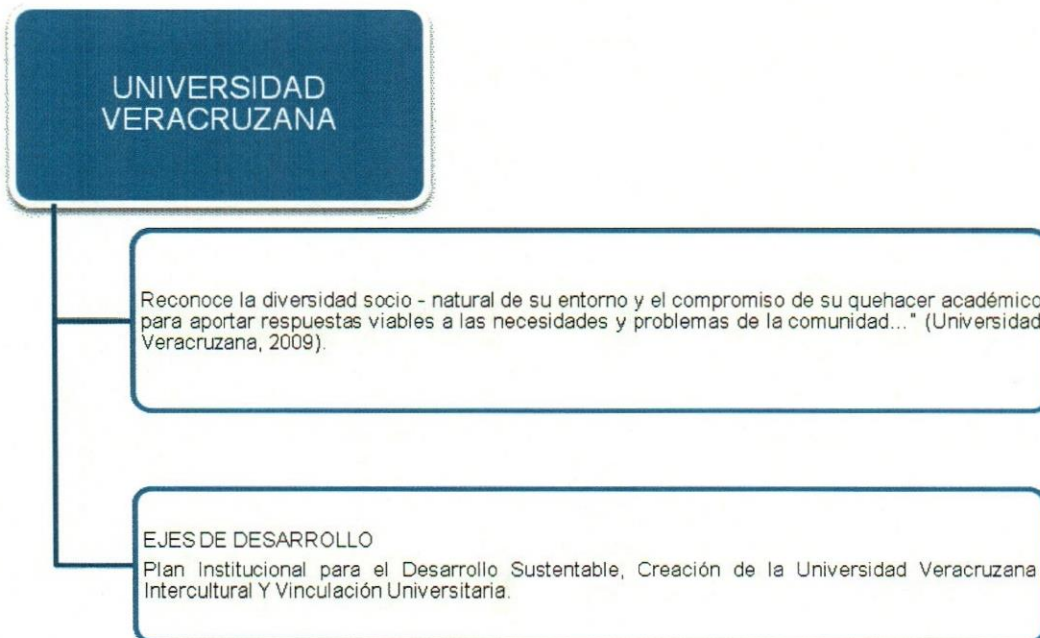 UNIVERSIDAD
VERACRUZANA
Reconoce la diversidad socio - natural de su entorno y el compromiso de su quehacer académico
para aportar respuestas viables a las necesidades y problemas de la comunidad..." (Universidad
Veracruzana, 2009).
EJES DE DESARROLLO
Plan Institucional para el Desarrollo Sustentable, Creación de la Universidad Veracruzana
Intercultural Y Vinculación Universitaria.